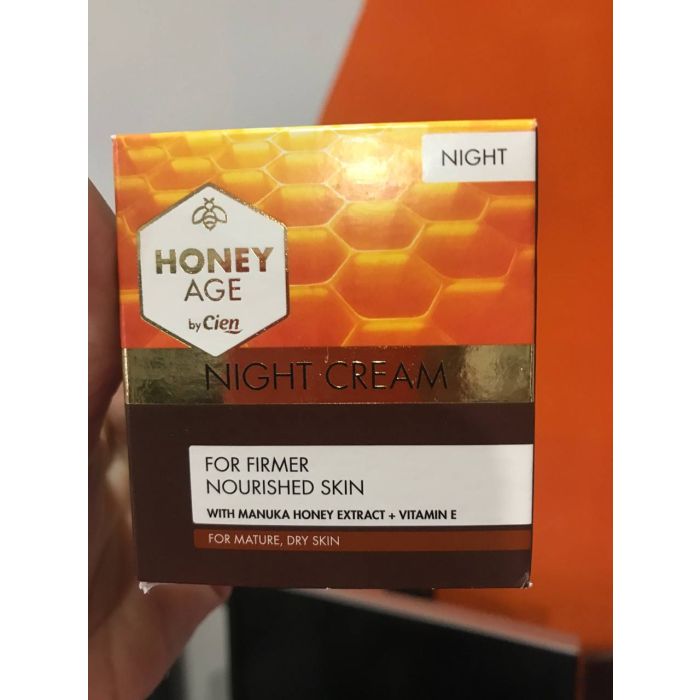 NIGHT
HONEY
AGE
by Cien
NIGHT CREAM
FOR FIRMER
NOURISHED SKIN
WITH MANUKA HONEY EXTRACT + VITAMIN E
FOR MATURE, DRY SKIN